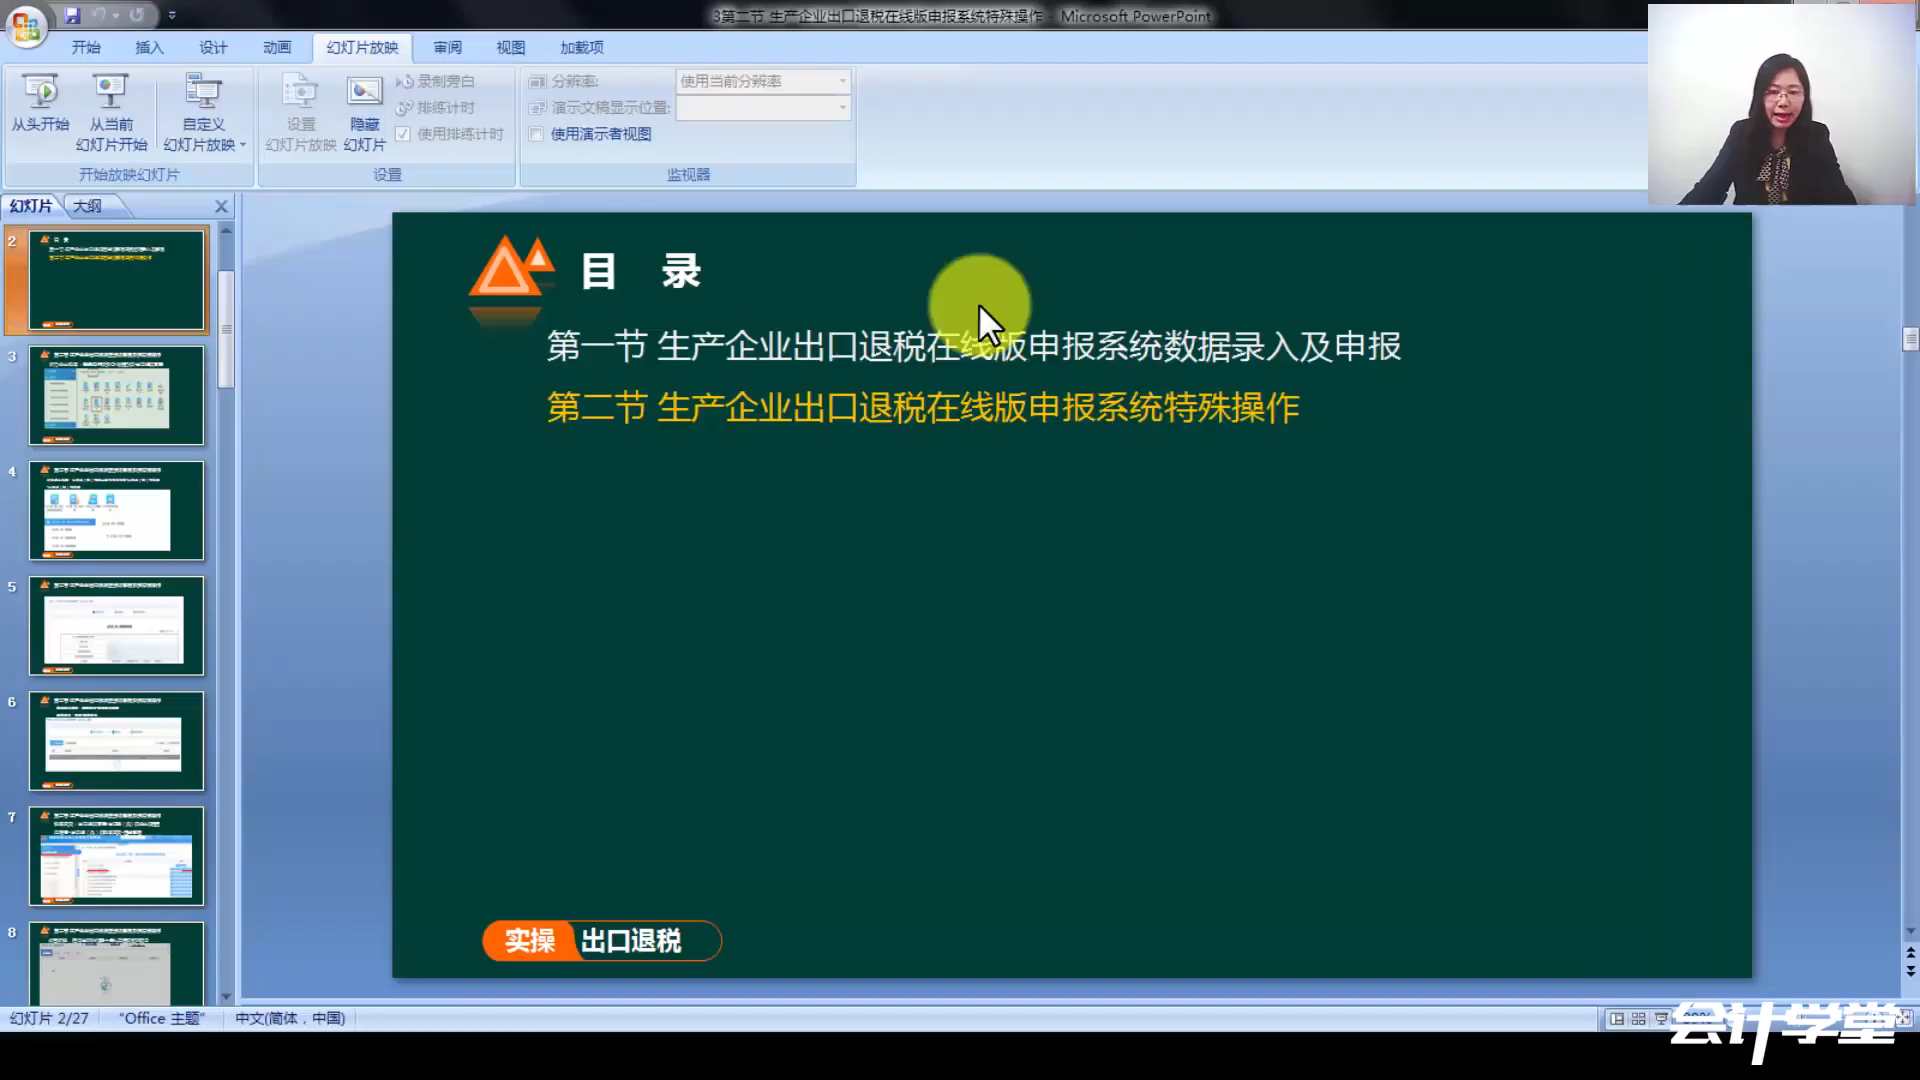 3第二节 生产企业出口退税在线版申报系统特殊操作 - Microsoft PowerPoint
开始 插入 设计 动画 幻灯片放映 审阅 视图 加载项
从头开始
从当前
幻灯片开始
自定义
幻灯片放映
开始放映幻灯片
设置
幻灯片放映
隐藏
幻灯片
录制旁白
排练计时
使用排练计时
设置
分辨率: 使用当前分辨率
演示文稿显示位置:
使用演示者视图
监视器
幻灯片 大纲
2
3
4
5
6
7
8
目 录
第一节 生产企业出口退税在线版申报系统数据录入及申报
第二节 生产企业出口退税在线版申报系统特殊操作
实操 出口退税
幻灯片 2/27 "Office 主题" 中文(简体，中国)
会计学堂